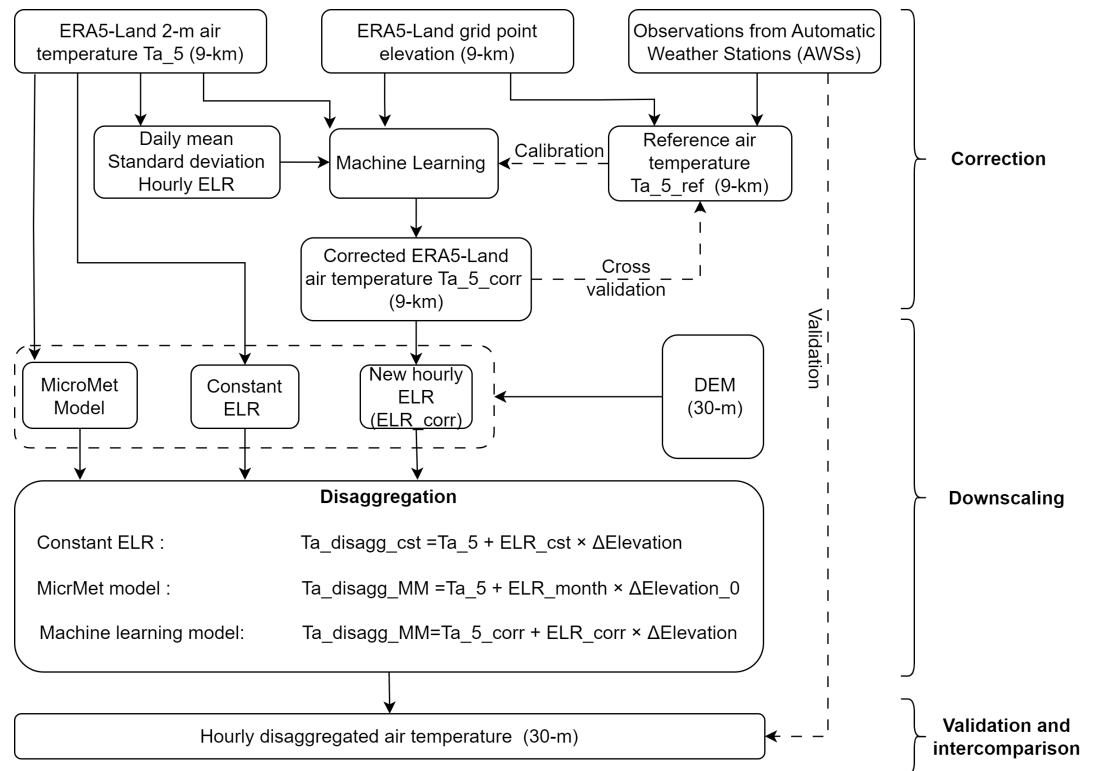 ERA5-Land 2-m air
temperature Ta_5 (9-km)
ERA5-Land grid point
elevation (9-km)
Observations from Automatic
Weather Stations (AWSs)
Daily mean
Standard deviation
Hourly ELR
Machine Learning
Calibration
Reference air
temperature
Ta_5_ref (9-km)
Correction
Corrected ERA5-Land
air temperature Ta_5_corr
(9-km)
Cross
validation
Validation
MicroMet
Model
Constant
ELR
New hourly
ELR
(ELR_corr)
DEM
(30-m)
Downscaling
Disaggregation
Constant ELR : Ta_disagg_cst =Ta_5 + ELR_cst × ΔElevation
MicrMet model : Ta_disagg_MM =Ta_5 + ELR_month × ΔElevation_0
Machine learning model: Ta_disagg_MM=Ta_5_corr + ELR_corr × ΔElevation
Hourly disaggregated air temperature (30-m)
Validation and
intercomparison